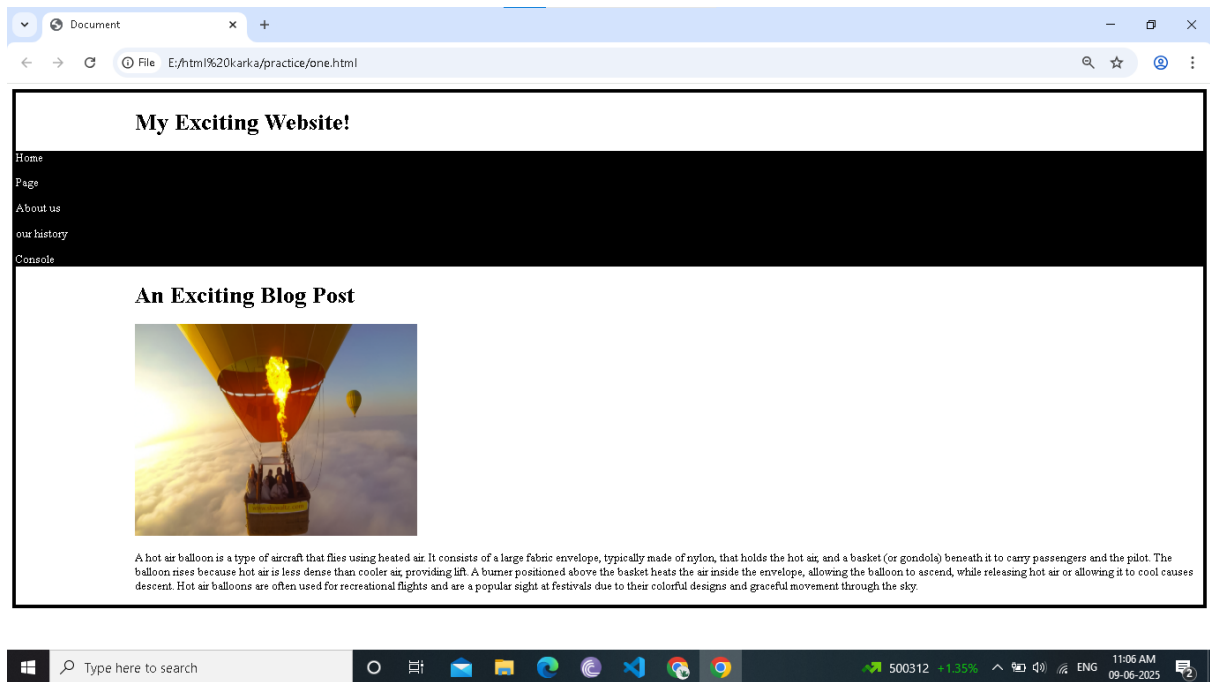 Document
File E:/html%20karka/practice/one.html
My Exciting Website!
Home
Page
About us
our history
Console
An Exciting Blog Post
A hot air balloon is a type of aircraft that flies using heated air. It consists of a large fabric envelope, typically made of nylon, that holds the hot air, and a basket (or gondola) beneath it to carry passengers and the pilot. The
balloon rises because hot air is less dense than cooler air, providing lift. A burner positioned above the basket heats the air inside the envelope, allowing the balloon to ascend, while releasing hot air or allowing it to cool causes
descent. Hot air balloons are often used for recreational flights and are a popular sight at festivals due to their colorful designs and graceful movement through the sky.
Type here to search
500312 +1.35%
ENG
11:06 AM
09-06-2025
2